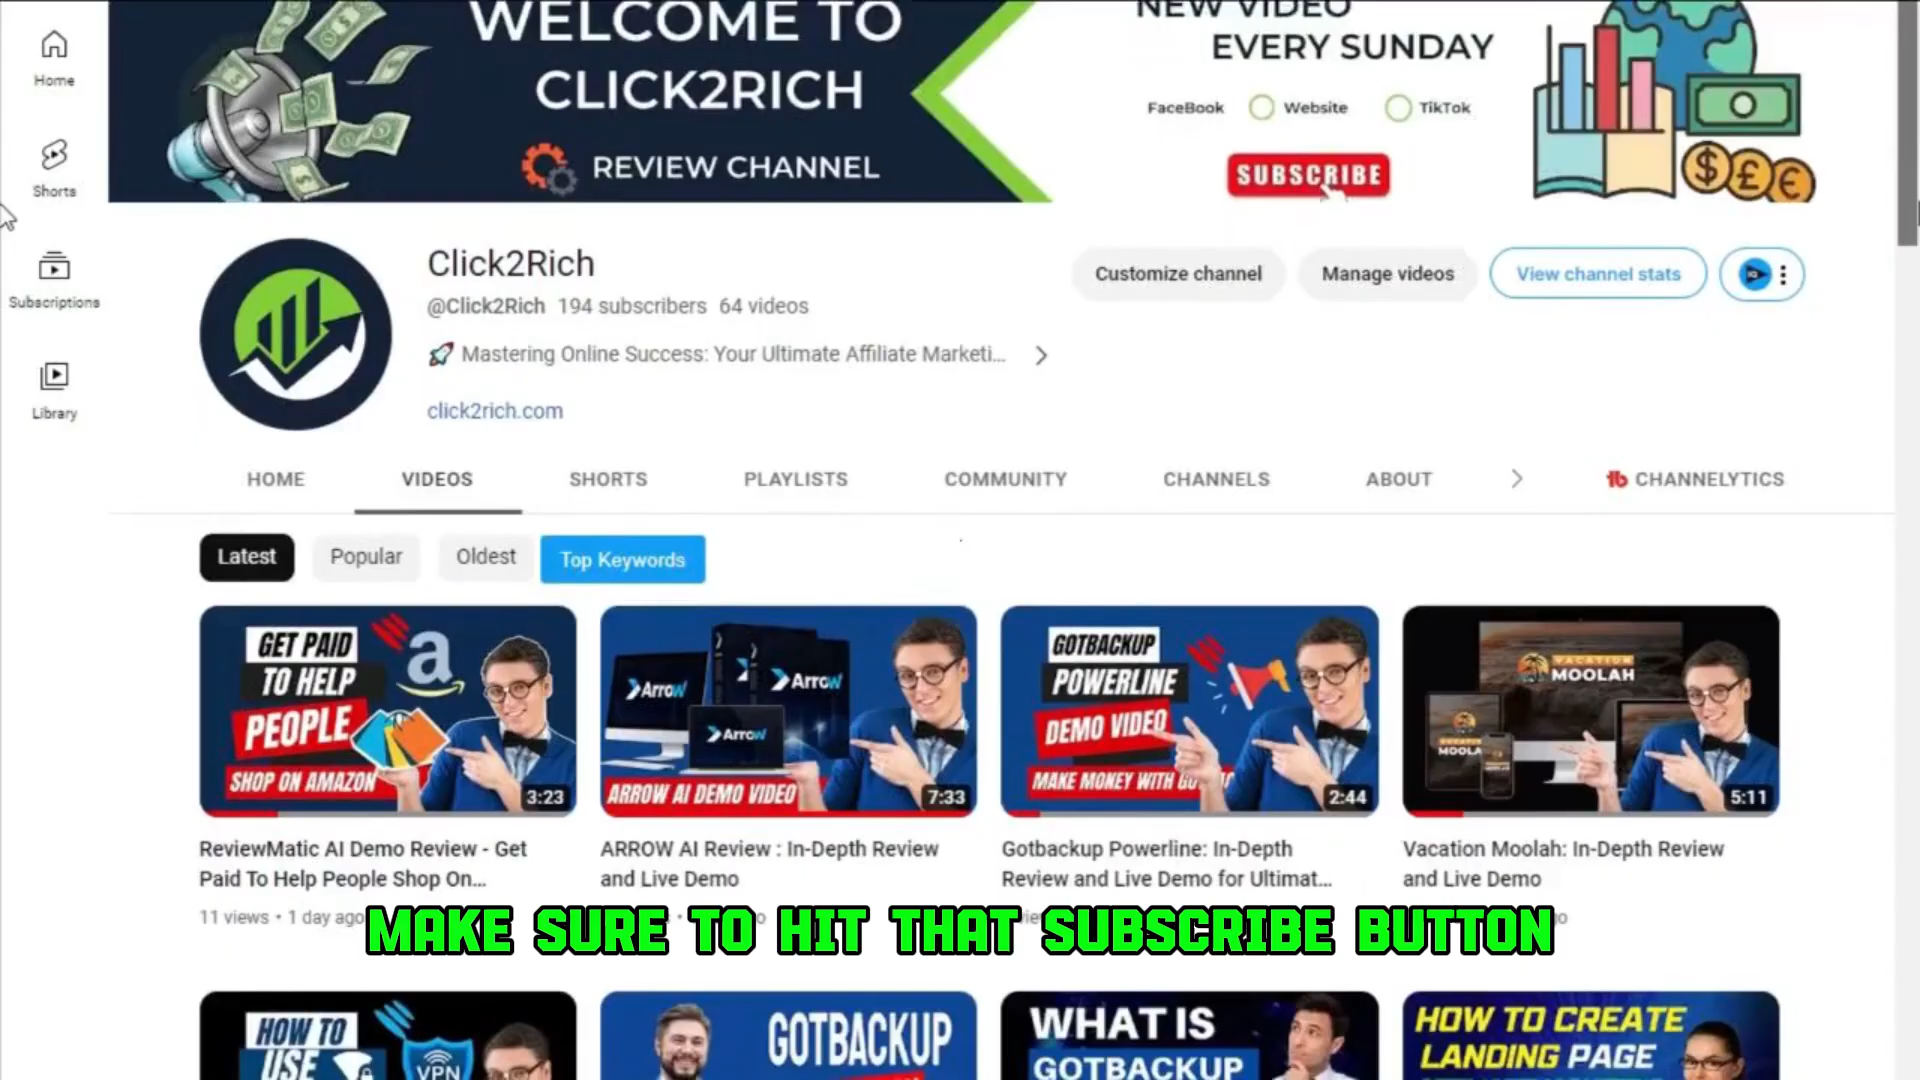 WELCOME TO
CLICK2RICH
REVIEW CHANNEL
NEW VIDEO
EVERY SUNDAY
FaceBook Website TikTok
SUBSCRIBE
Home
Shorts
Subscriptions
Library
Click2Rich
@Click2Rich 194 subscribers 64 videos
🚀 Mastering Online Success: Your Ultimate Affiliate Marketi...
click2rich.com
Customize channel
Manage videos
View channel stats
HOME VIDEOS SHORTS PLAYLISTS COMMUNITY CHANNELS ABOUT CHANNELYTICS
Latest Popular Oldest Top Keywords
GET PAID
TO HELP
PEOPLE
SHOP ON AMAZON
3:23
Arrow
Arrow
Arrow
ARROW AI DEMO VIDEO
7:33
GOTBACKUP
POWERLINE
DEMO VIDEO
MAKE MONEY WITH
2:44
VACATION
MOOLAH
5:11
ReviewMatic AI Demo Review - Get
Paid To Help People Shop On...
11 views • 1 day ago
ARROW AI Review : In-Depth Review
and Live Demo
Gotbackup Powerline: In-Depth
Review and Live Demo for Ultimat...
Vacation Moolah: In-Depth Review
and Live Demo
MAKE SURE TO HIT THAT SUBSCRIBE BUTTON
HOW TO
USE
VPN
GOTBACKUP
WHAT IS
GOTBACKUP
HOW TO CREATE
LANDING PAGE